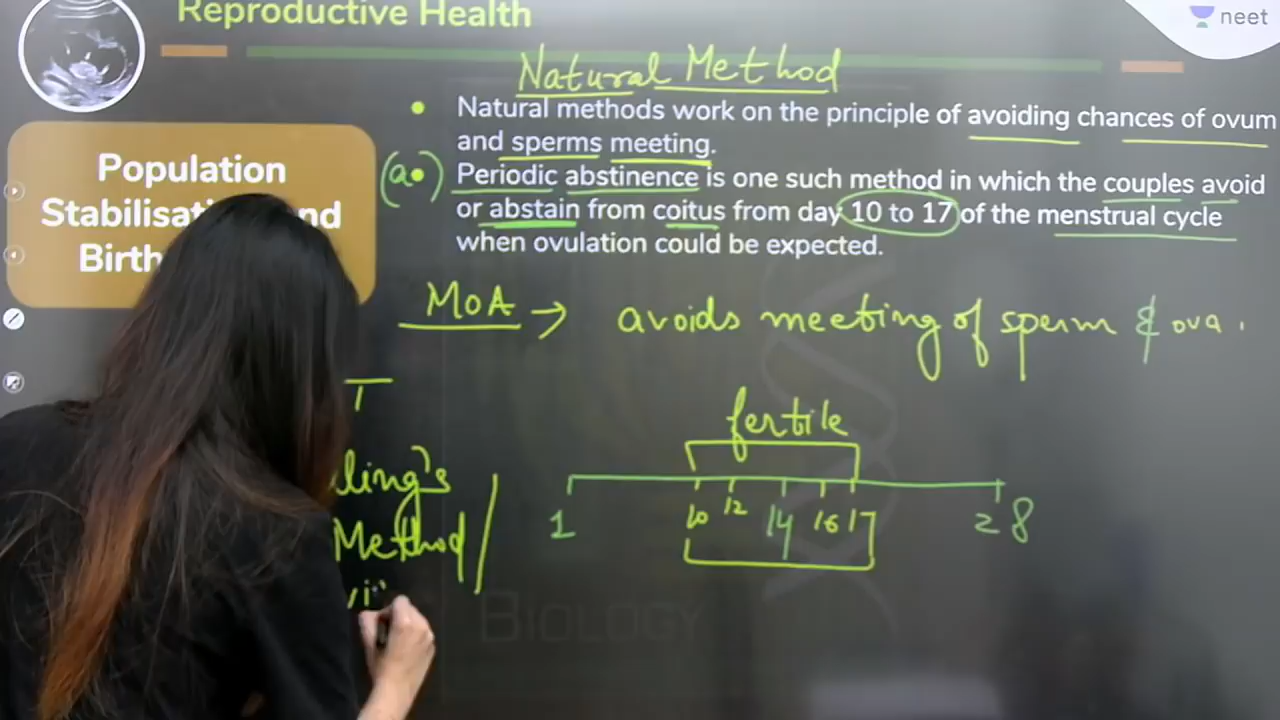 Reproductive Health
neet
Natural Method
Natural methods work on the principle of avoiding chances of ovum
and sperms meeting.
(a) Periodic abstinence is one such method in which the couples avoid
or abstain from coitus from day 10 to 17 of the menstrual cycle
when ovulation could be expected.
Population
Birth
MOA → avoids meeting of sperm & ova.
T
ling's
Method /
fertile
1 10 12 14 16 17 28
BIOLOGY